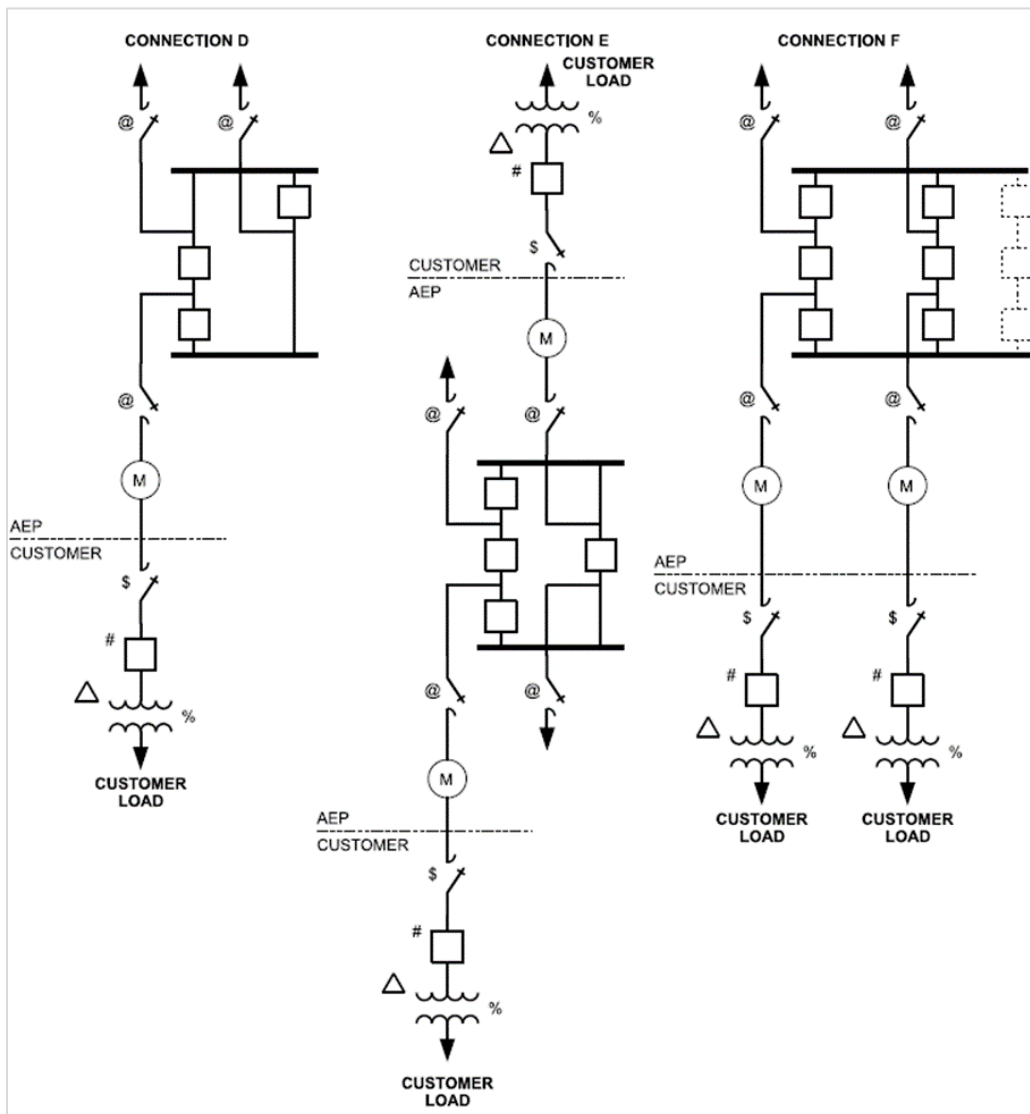 CONNECTION D
@
@
@
M
AEP
CUSTOMER
$
#
%
CUSTOMER
LOAD
CONNECTION E
CUSTOMER
LOAD
%
#
$
CUSTOMER
AEP
M
@
@
@
@
M
AEP
CUSTOMER
$
#
%
CUSTOMER
LOAD
CONNECTION F
@
@
@
@
M
M
AEP
CUSTOMER
$
$
#
#
%
%
CUSTOMER
LOAD
CUSTOMER
LOAD